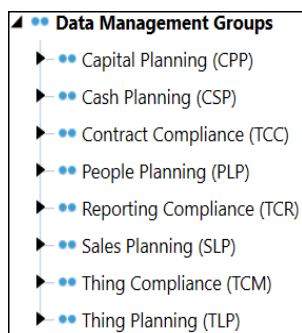 Data Management Groups
Capital Planning (CPP)
Cash Planning (CSP)
Contract Compliance (TCC)
People Planning (PLP)
Reporting Compliance (TCR)
Sales Planning (SLP)
Thing Compliance (TCM)
Thing Planning (TLP)